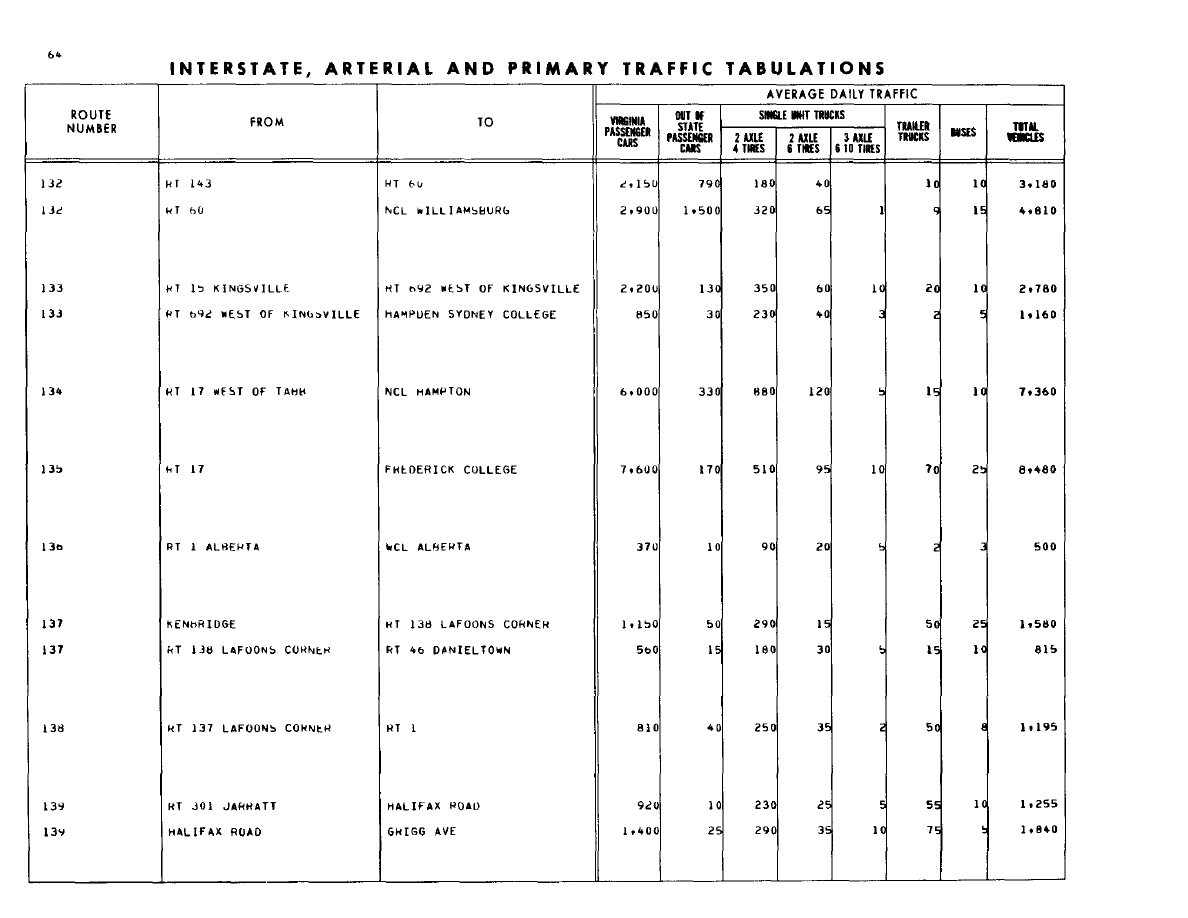 64
INTERSTATE, ARTERIAL AND PRIMARY TRAFFIC TABULATIONS
AVERAGE DAILY TRAFFIC
ROUTE NUMBER FROM TO VIRGINIA PASSENGER CARS OUT OF STATE PASSENGER CARS SINGLE UNIT TRUCKS 2 AXLE 4 TIRES 2 AXLE 6 TIRES 3 AXLE 6 10 TIRES TRAILER TRUCKS BUSES TOTAL VEHICLES
132 RT 143 RT 60 2,150 790 180 40 10 10 3,180
132 RT 60 NCL WILLIAMSBURG 2,900 1,500 320 65 1 9 15 4,810
133 RT 15 KINGSVILLE RT 692 WEST OF KINGSVILLE 2,200 130 350 60 10 20 10 2,780
133 RT 692 WEST OF KINGSVILLE HAMPDEN SYDNEY COLLEGE 850 30 230 40 3 2 5 1,160
134 RT 17 WEST OF TABB NCL HAMPTON 6,000 330 880 120 5 15 10 7,360
135 RT 17 FREDERICK COLLEGE 7,600 170 510 95 10 70 25 8,480
136 RT 1 ALBERTA WCL ALBERTA 370 10 90 20 5 2 3 500
137 KENBRIDGE RT 138 LAFOONS CORNER 1,150 50 290 15 50 25 1,580
137 RT 138 LAFOONS CORNER RT 46 DANIELTOWN 560 15 180 30 5 15 10 815
138 RT 137 LAFOONS CORNER RT 1 810 40 250 35 2 50 8 1,195
139 RT 301 JARRATT HALIFAX ROAD 920 10 230 25 5 55 10 1,255
139 HALIFAX ROAD GRIGG AVE 1,400 25 290 35 10 75 5 1,840